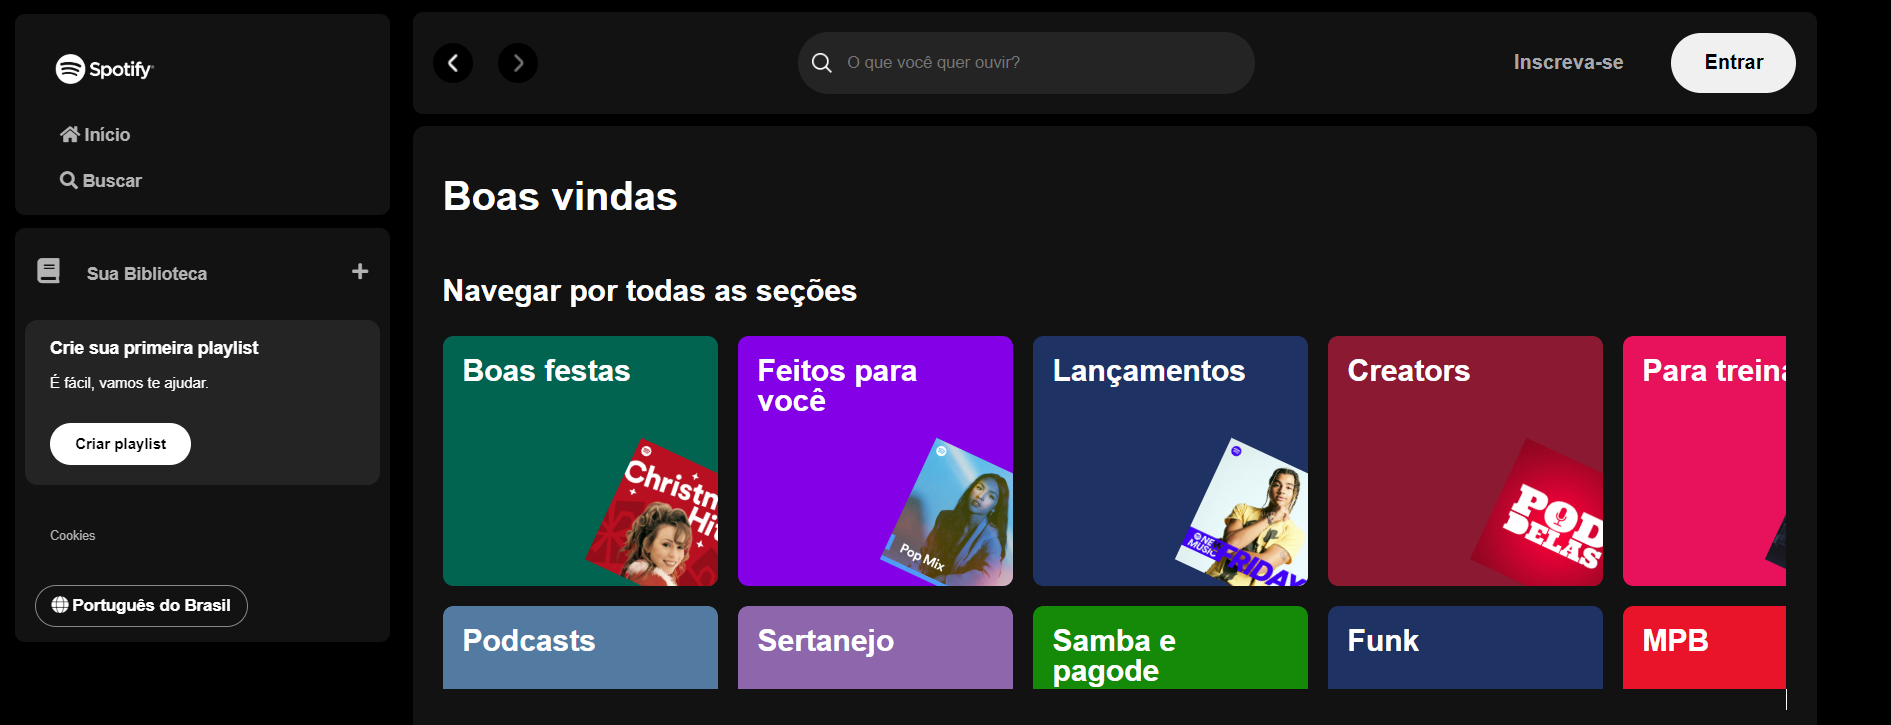 Spotify
Início
Buscar
Sua Biblioteca
Crie sua primeira playlist
É fácil, vamos te ajudar.
Criar playlist
Cookies
Português do Brasil
O que você quer ouvir?
Inscreva-se
Entrar
Boas vindas
Navegar por todas as seções
Boas festas
Christm
Hi
Feitos para
você
Pop Mix
Lançamentos
NE
MUSIC
FRIDAY
Creators
POD
DELAS
Para treina
Podcasts
Sertanejo
Samba e
pagode
Funk
MPB